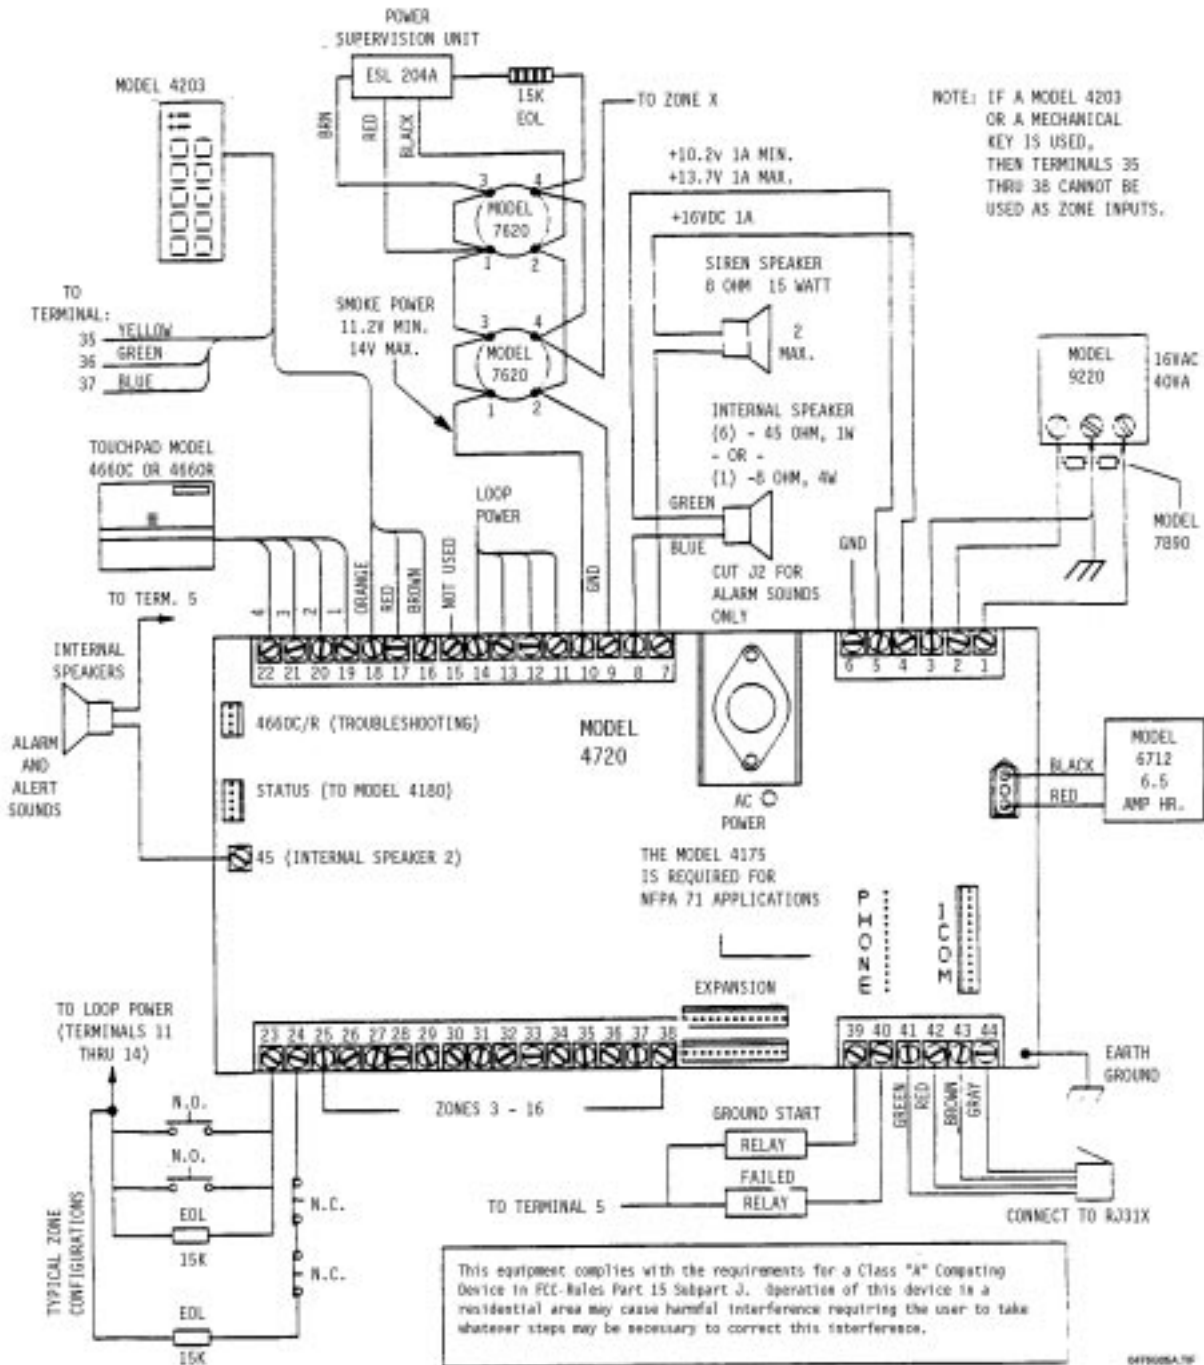 POWER
SUPERVISION UNIT
ESL 204A
15K
EOL
BRN
RED
BLACK
MODEL 4203
TO ZONE X
NOTE: IF A MODEL 4203
OR A MECHANICAL
KEY IS USED,
THEN TERMINALS 35
THRU 38 CANNOT BE
USED AS ZONE INPUTS.
+10.2v 1A MIN.
+13.7V 1A MAX.
+16VDC 1A
3 4
MODEL
7620
1 2
SIREN SPEAKER
8 OHM 15 WATT
2
MAX.
TO
TERMINAL:
35 YELLOW
36 GREEN
37 BLUE
SMOKE POWER
11.2V MIN.
14V MAX.
3 4
MODEL
7620
1 2
MODEL
9220
16VAC
40VA
INTERNAL SPEAKER
(6) - 45 OHM, 1W
- OR -
(1) -8 OHM, 4W
TOUCHPAD MODEL
4660C OR 4660R
LOOP
POWER
GREEN
BLUE
MODEL
7890
GND
CUT J2 FOR
ALARM SOUNDS
ONLY
TO TERM. 5
4
3
2
1
ORANGE
RED
BROWN
NOT USED
GND
INTERNAL
SPEAKERS
22 21 20 19 18 17 16 15 14 13 12 11 10 9 8 7
6 5 4 3 2 1
4660C/R (TROUBLESHOOTING)
MODEL
4720
ALARM
AND
ALERT
SOUNDS
STATUS (TO MODEL 4180)
BLACK
RED
MODEL
6712
6.5
AMP HR.
AC
POWER
45 (INTERNAL SPEAKER 2)
THE MODEL 4175
IS REQUIRED FOR
NFPA 71 APPLICATIONS
PHONE
ICOM
EXPANSION
TO LOOP POWER
(TERMINALS 11
THRU 14)
23 24 25 26 27 28 29 30 31 32 33 34 35 36 37 38
39 40 41 42 43 44
EARTH
GROUND
ZONES 3 - 16
GREEN
RED
BROWN
GRAY
N.O.
N.O.
EOL
15K
N.C.
N.C.
EOL
15K
TYPICAL ZONE
CONFIGURATIONS
GROUND START
RELAY
FAILED
RELAY
TO TERMINAL 5
CONNECT TO RJ31X
This equipment complies with the requirements for a Class "A" Computing
Device in FCC-Rules Part 15 Subpart J. Operation of this device in a
residential area may cause harmful interference requiring the user to take
whatever steps may be necessary to correct this interference.